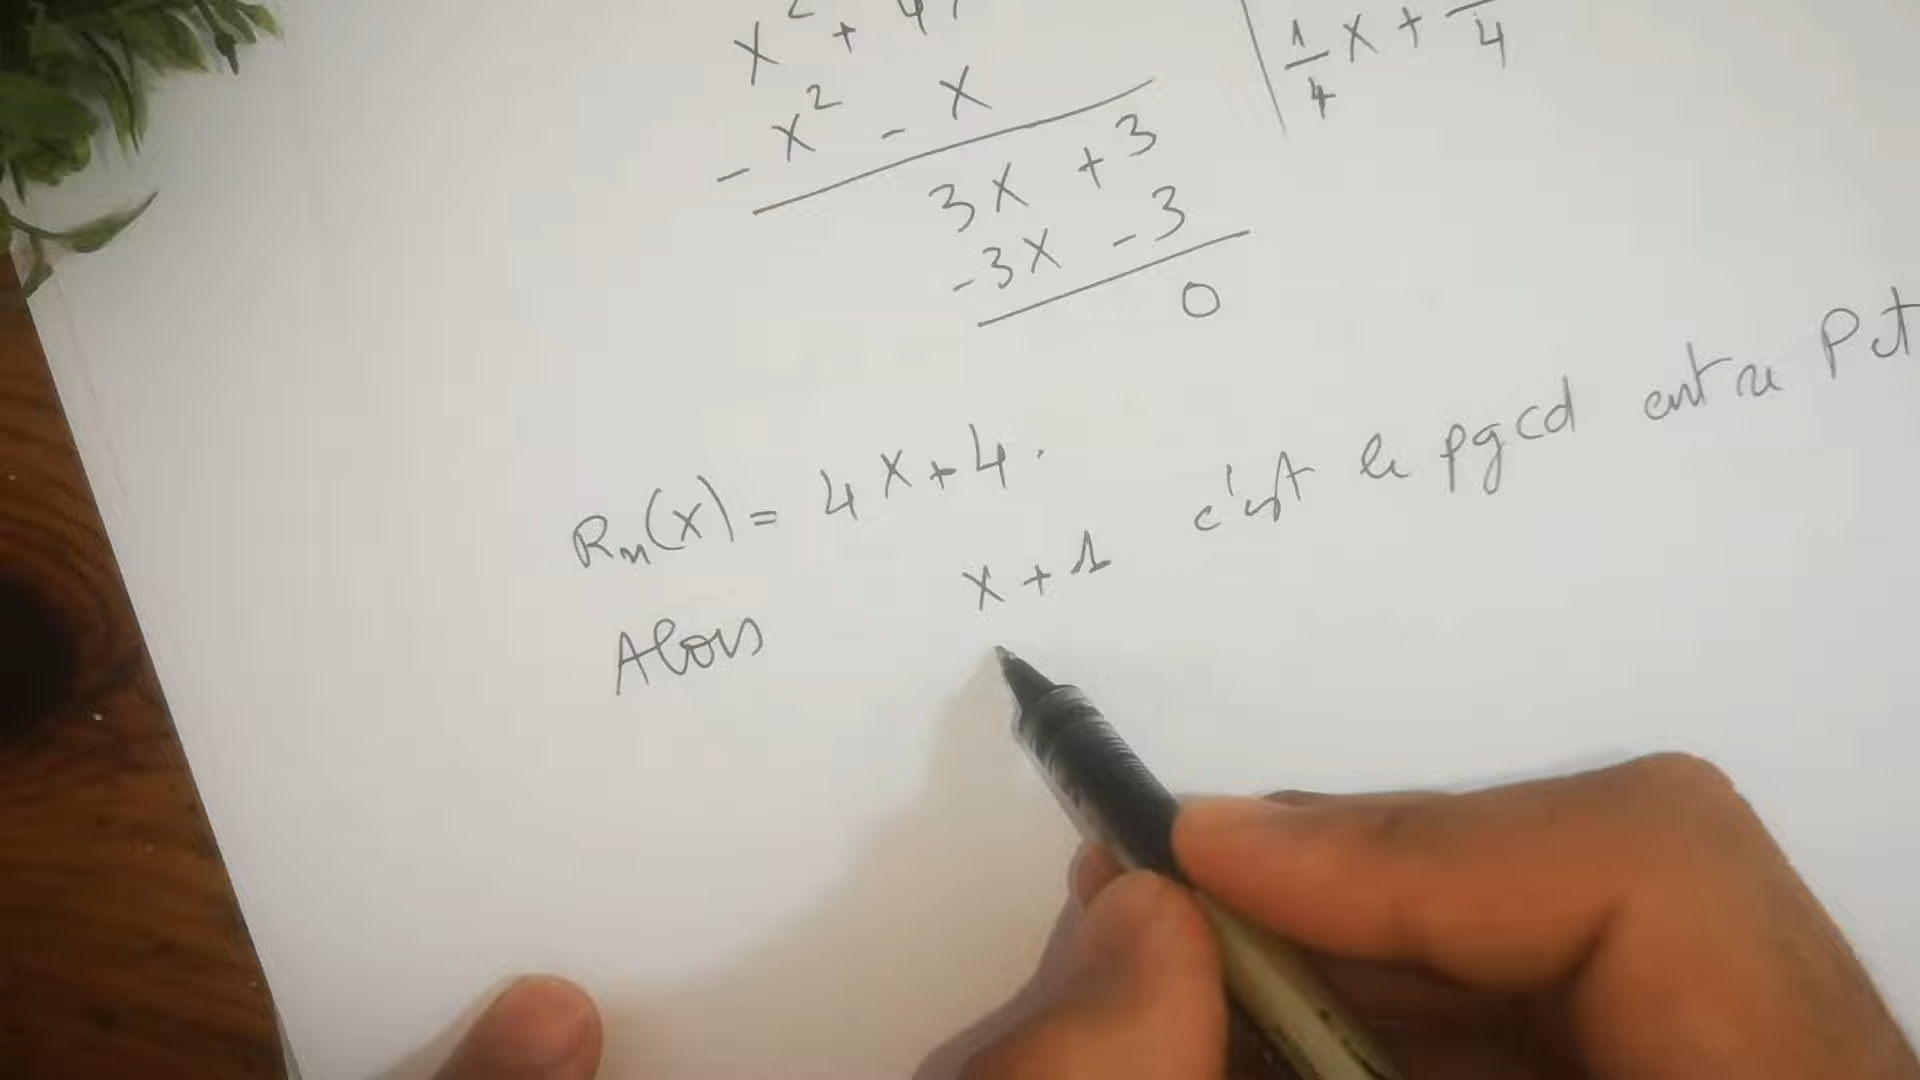 x² + 4
- x² - x
1/4 x + /4
3x + 3
-3x - 3
0
Rn(x) = 4x + 4.
Alors x + 1 c'est le pgcd entre P et